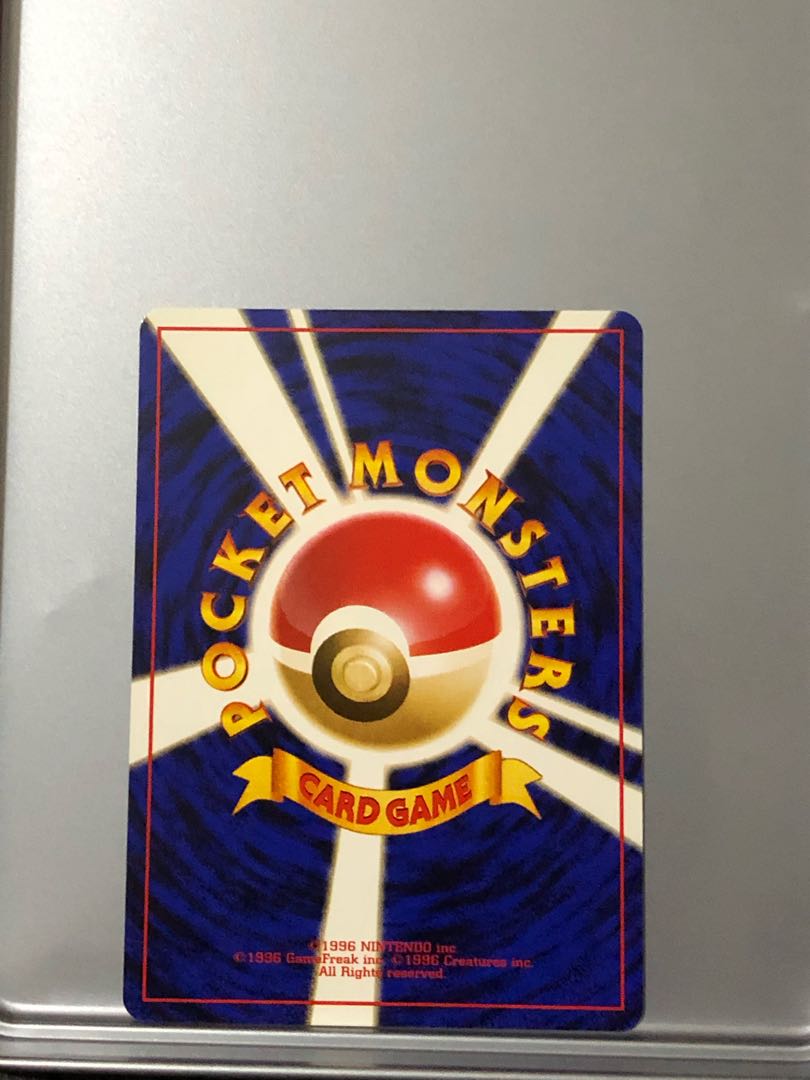 POCKET MONSTERS
CARD GAME
©1996 NINTENDO inc
©1996 GameFreak inc. ©1996 Creatures inc.
All Rights reserved.